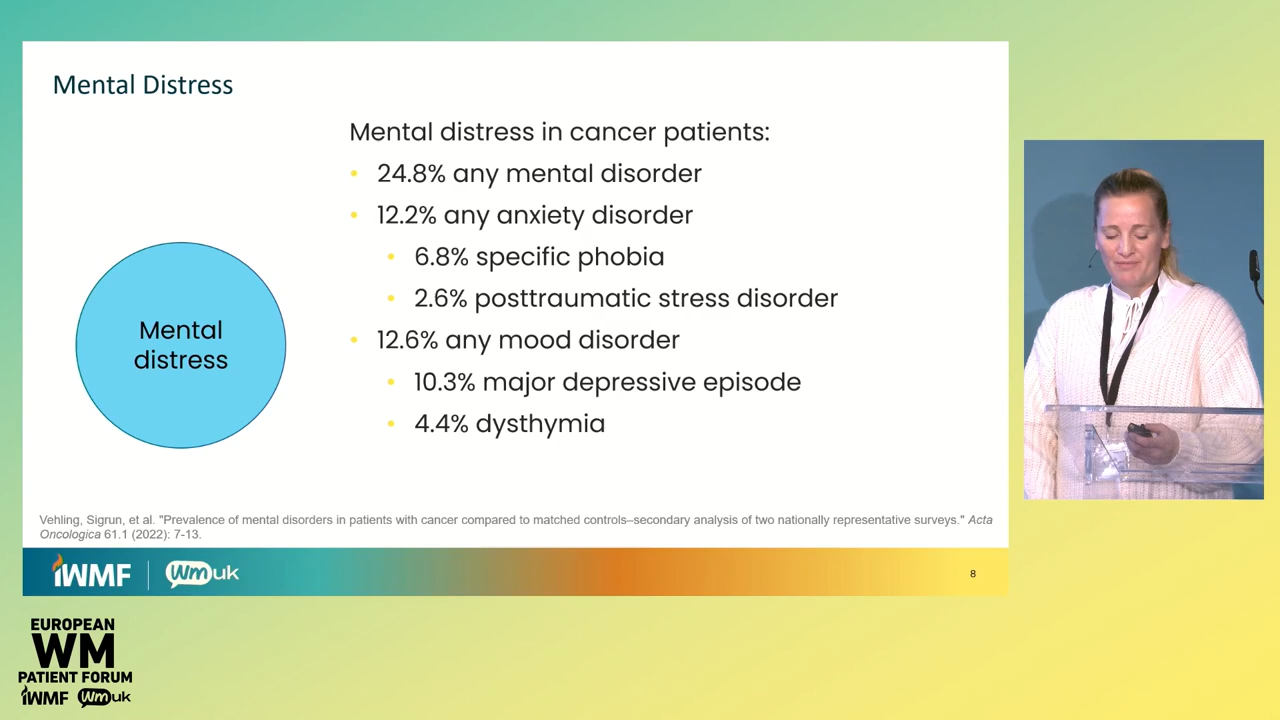 Mental Distress
Mental distress in cancer patients:
• 24.8% any mental disorder
• 12.2% any anxiety disorder
• 6.8% specific phobia
• 2.6% posttraumatic stress disorder
• 12.6% any mood disorder
• 10.3% major depressive episode
• 4.4% dysthymia
Mental
distress
Vehling, Sigrun, et al. "Prevalence of mental disorders in patients with cancer compared to matched controls–secondary analysis of two nationally representative surveys." Acta
Oncologica 61.1 (2022): 7-13.
iWMF
Wmuk
8
EUROPEAN
WM
PATIENT FORUM
iWMF Wmuk